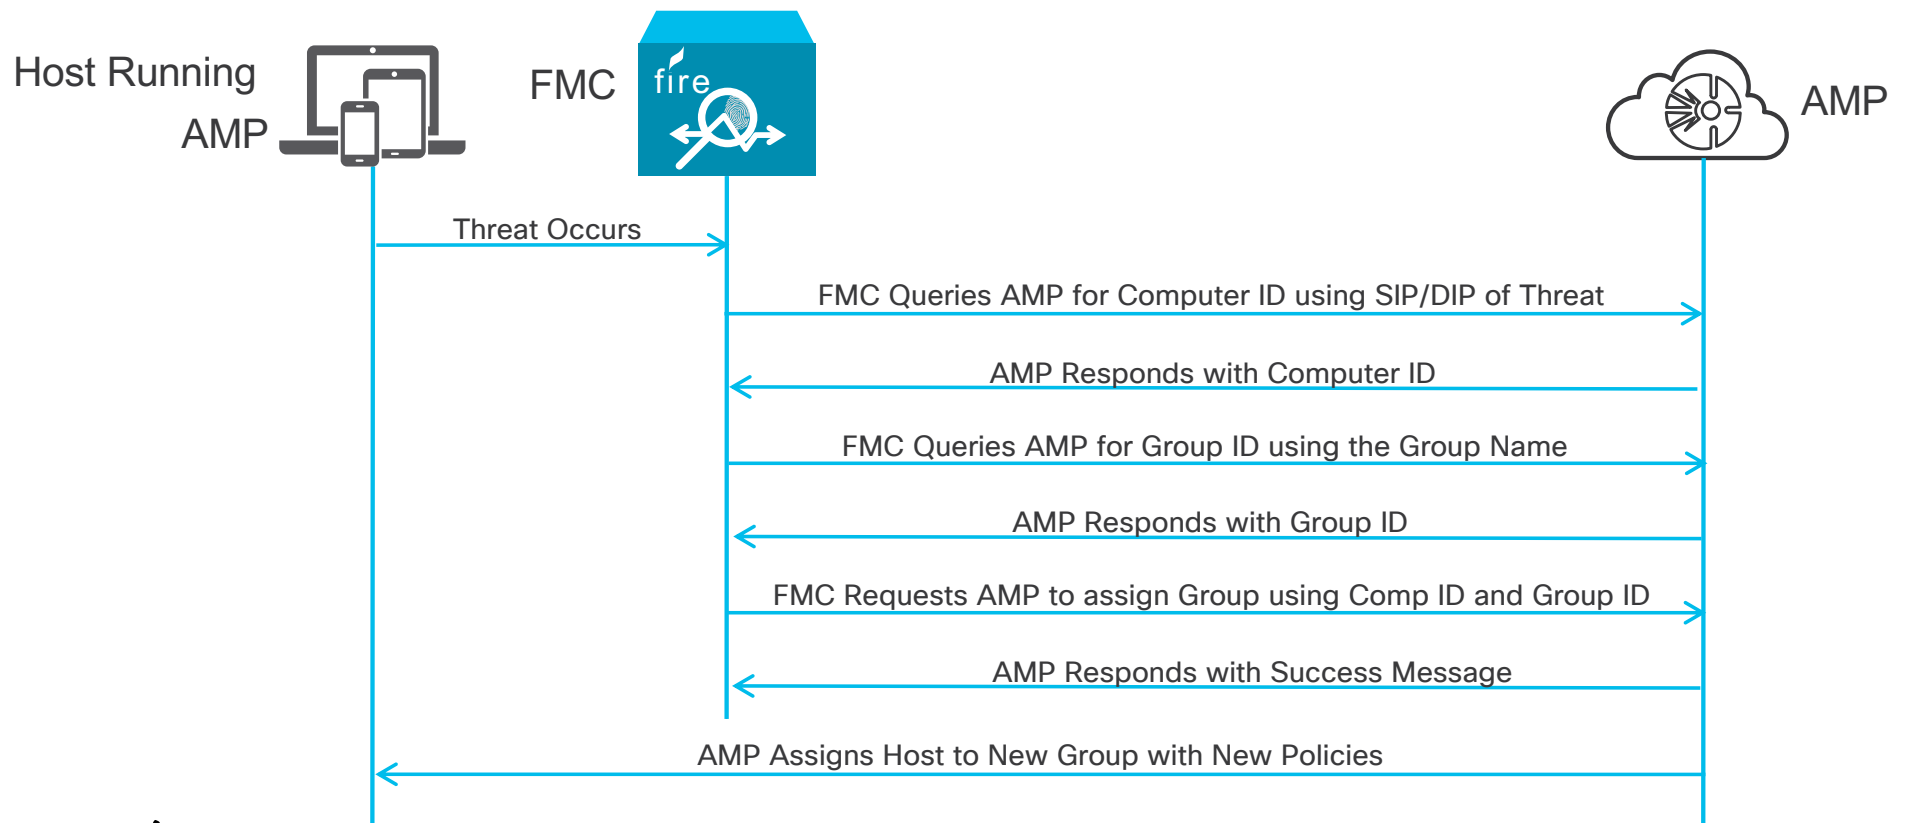 Host Running
AMP
FMC
fire
AMP
Threat Occurs
FMC Queries AMP for Computer ID using SIP/DIP of Threat
AMP Responds with Computer ID
FMC Queries AMP for Group ID using the Group Name
AMP Responds with Group ID
FMC Requests AMP to assign Group using Comp ID and Group ID
AMP Responds with Success Message
AMP Assigns Host to New Group with New Policies